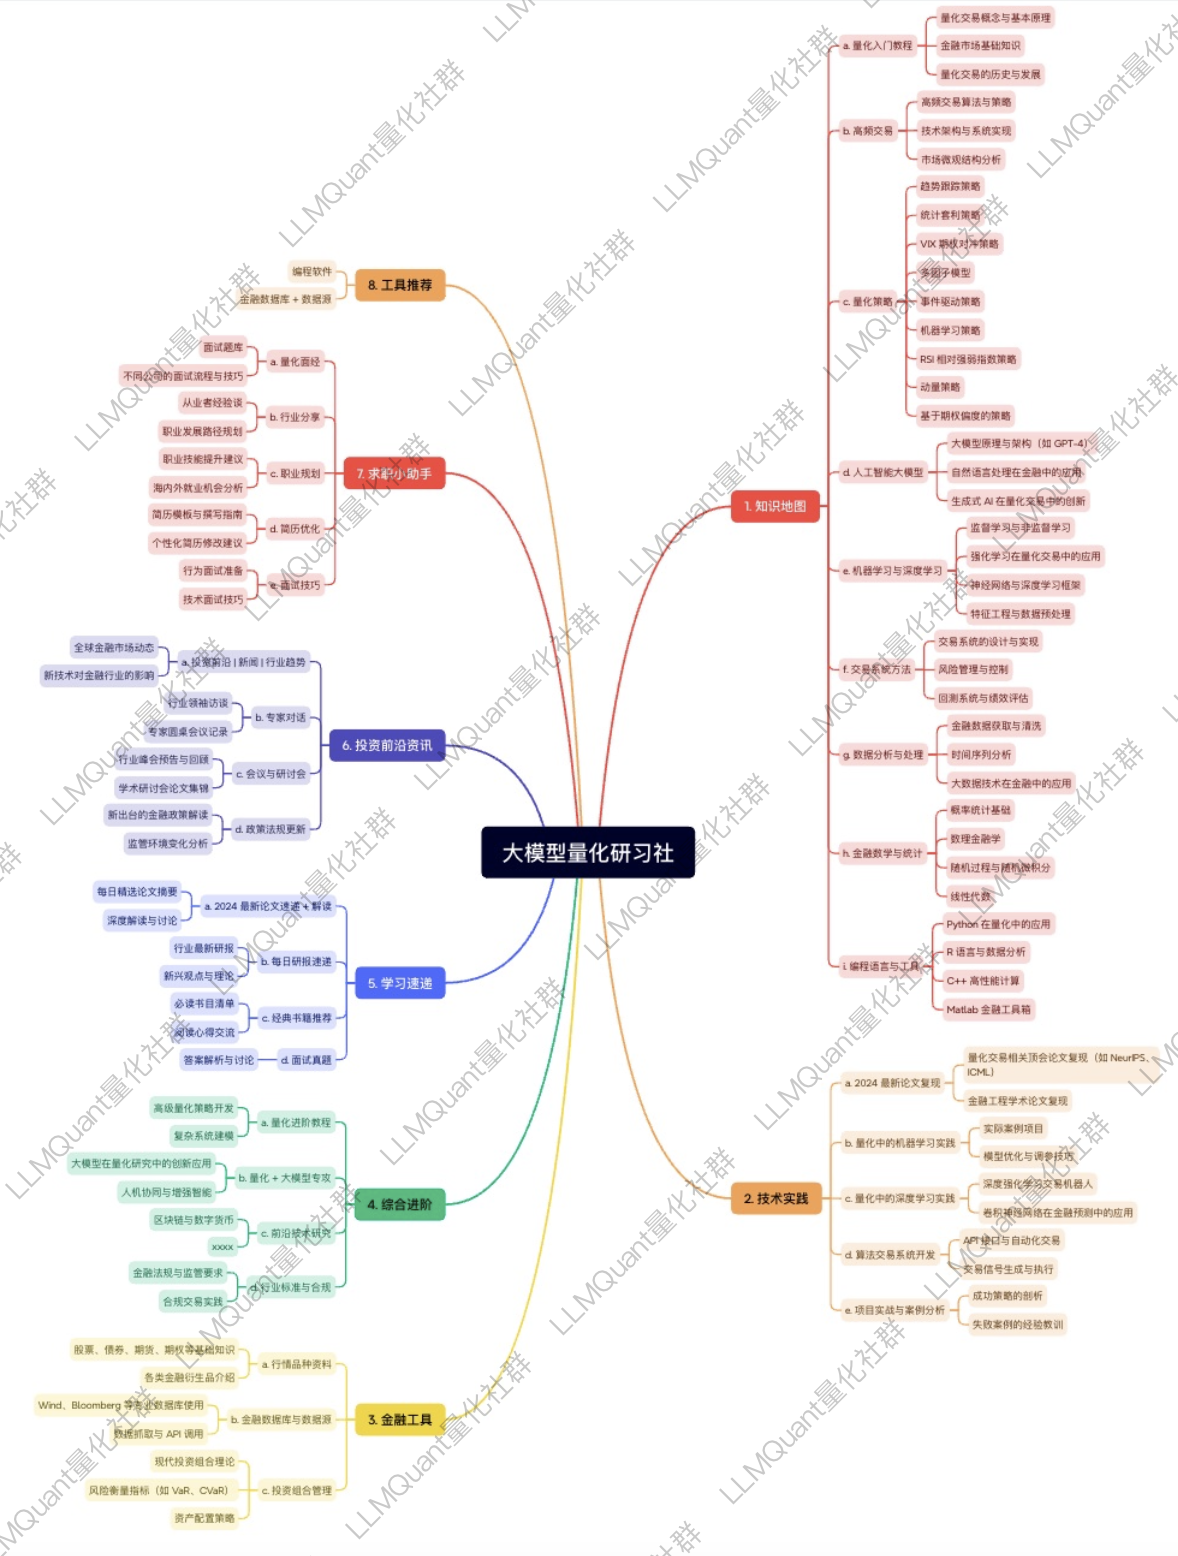 大模型量化研习社
1. 知识地图
a. 量化入门教程
量化交易概念与基本原理
金融市场基础知识
量化交易的历史与发展
b. 高频交易
高频交易算法与策略
技术架构与系统实现
市场微观结构分析
c. 量化策略
趋势跟踪策略
统计套利策略
VIX 期权对冲策略
多因子模型
事件驱动策略
机器学习策略
RSI 相对强弱指数策略
动量策略
基于期权偏度的策略
d. 人工智能大模型
大模型原理与架构（如 GPT-4）
自然语言处理在金融中的应用
生成式 AI 在量化交易中的创新
e. 机器学习与深度学习
监督学习与非监督学习
强化学习在量化交易中的应用
神经网络与深度学习框架
特征工程与数据预处理
f. 交易系统方法
交易系统的设计与实现
风险管理与控制
回测系统与绩效评估
g. 数据分析与处理
金融数据获取与清洗
时间序列分析
大数据技术在金融中的应用
h. 金融数学与统计
概率统计基础
数理金融学
随机过程与随机微积分
线性代数
i. 编程语言与工具
Python 在量化中的应用
R 语言与数据分析
C++ 高性能计算
Matlab 金融工具箱
2. 技术实践
a. 2024 最新论文复现
量化交易相关顶会论文复现（如 NeurIPS、
ICML）
金融工程学术论文复现
b. 量化中的机器学习实践
实际案例项目
模型优化与调参技巧
c. 量化中的深度学习实践
深度强化学习交易机器人
卷积神经网络在金融预测中的应用
d. 算法交易系统开发
API 接口与自动化交易
交易信号生成与执行
e. 项目实战与案例分析
成功策略的剖析
失败案例的经验教训
3. 金融工具
a. 行情品种资料
股票、债券、期货、期权等基础知识
各类金融衍生品介绍
b. 金融数据库与数据源
Wind、Bloomberg 等专业数据库使用
数据抓取与 API 调用
c. 投资组合管理
现代投资组合理论
风险衡量指标（如 VaR、CVaR）
资产配置策略
4. 综合进阶
a. 量化进阶教程
高级量化策略开发
复杂系统建模
b. 量化 + 大模型专攻
大模型在量化研究中的创新应用
人机协同与增强智能
c. 前沿技术研究
区块链与数字货币
xxxx
d. 行业标准与合规
金融法规与监管要求
合规交易实践
5. 学习速递
a. 2024 最新论文速递 + 解读
每日精选论文摘要
深度解读与讨论
b. 每日研报速递
行业最新研报
新兴观点与理论
c. 经典书籍推荐
必读书目清单
阅读心得交流
d. 面试真题
答案解析与讨论
6. 投资前沿资讯
a. 投资前沿 | 新闻 | 行业趋势
全球金融市场动态
新技术对金融行业的影响
b. 专家对话
行业领袖访谈
专家圆桌会议记录
c. 会议与研讨会
行业峰会预告与回顾
学术研讨会论文集锦
d. 政策法规更新
新出台的金融政策解读
监管环境变化分析
7. 求职小助手
a. 量化面经
面试题库
不同公司的面试流程与技巧
b. 行业分享
从业者经验谈
职业发展路径规划
c. 职业规划
职业技能提升建议
海内外就业机会分析
d. 简历优化
简历模板与撰写指南
个性化简历修改建议
e. 面试技巧
行为面试准备
技术面试技巧
8. 工具推荐
编程软件
金融数据库 + 数据源
LLMQuant量化社群